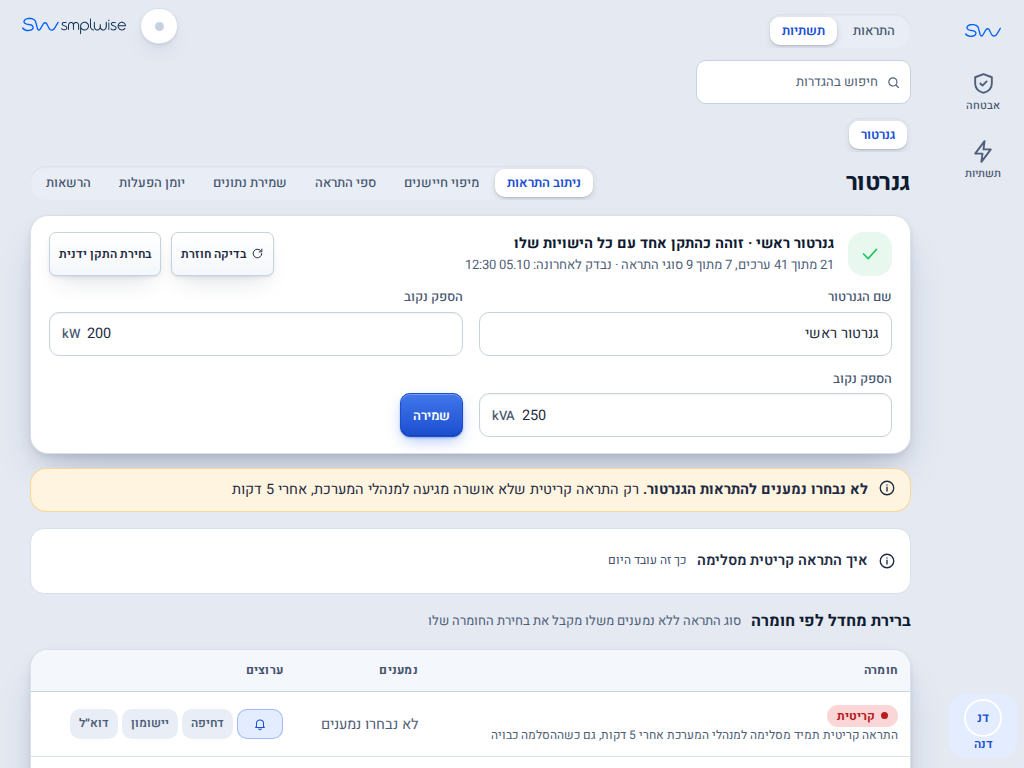 SW
אבטחה
תשתיות
התראות
תשתיות
SW smplwise
חיפוש בהגדרות
גנרטור
גנרטור
ניתוב התראות
מיפוי חיישנים
ספי התראה
שמירת נתונים
יומן הפעלות
הרשאות
גנרטור ראשי · זוהה כהתקן אחד עם כל הישויות שלו
21 מתוך 41 ערכים, 7 מתוך 9 סוגי התראה · נבדק לאחרונה: 05.10 12:30
בדיקה חוזרת
בחירת התקן ידנית
שם הגנרטור
הספק נקוב
גנרטור ראשי
200 kW
הספק נקוב
250 kVA
שמירה
לא נבחרו נמענים להתראות הגנרטור. רק התראה קריטית שלא אושרה מגיעה למנהלי המערכת, אחרי 5 דקות
איך התראה קריטית מסלימה כך זה עובד היום
ברירת מחדל לפי חומרה סוג התראה ללא נמענים משלו מקבל את בחירת החומרה שלו
חומרה
נמענים
ערוצים
קריטית
התראה קריטית תמיד מסלימה למנהלי המערכת אחרי 5 דקות, גם כשההסלמה כבויה
לא נבחרו נמענים
דחיפה
יישומון
דוא״ל
דנ
דנה